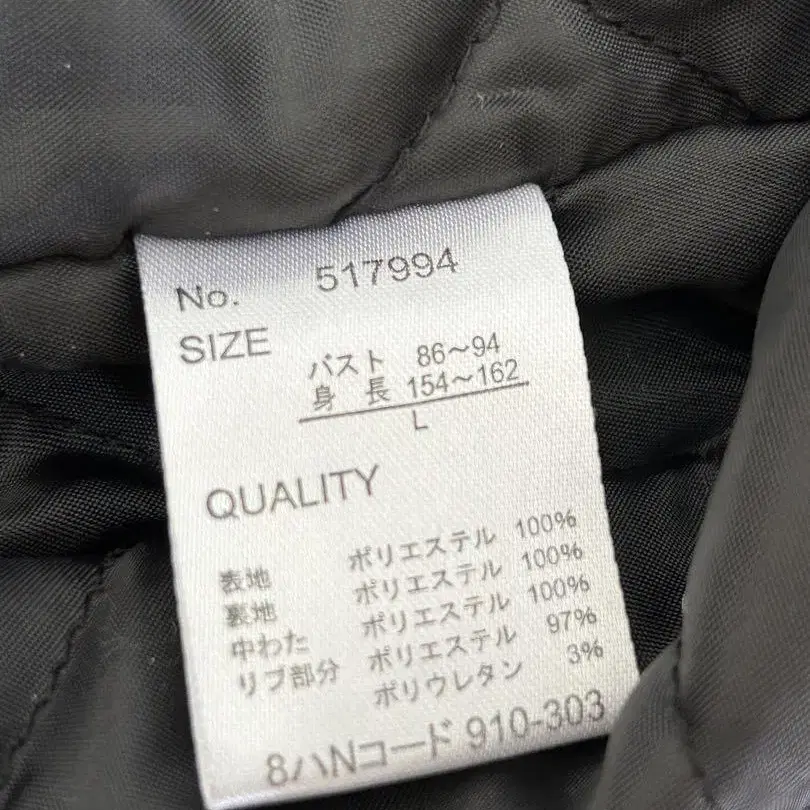 No. 517994
SIZE
バスト 86～94
身長 154～162
L
QUALITY
表地 ポリエステル 100%
裏地 ポリエステル 100%
中わた ポリエステル 100%
リブ部分 ポリエステル 97%
ポリウレタン 3%
8ハNコード 910-303